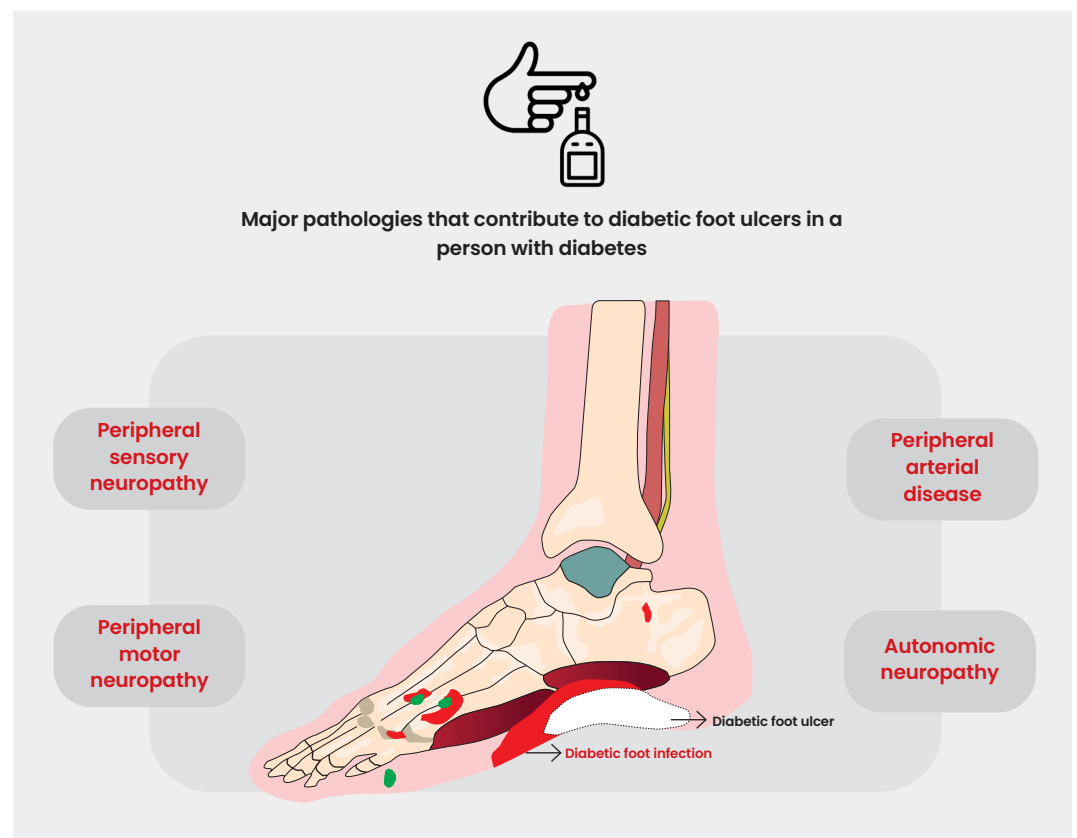 Major pathologies that contribute to diabetic foot ulcers in a
person with diabetes
Peripheral
sensory
neuropathy
Peripheral
arterial
disease
Peripheral
motor
neuropathy
Autonomic
neuropathy
Diabetic foot ulcer
Diabetic foot infection